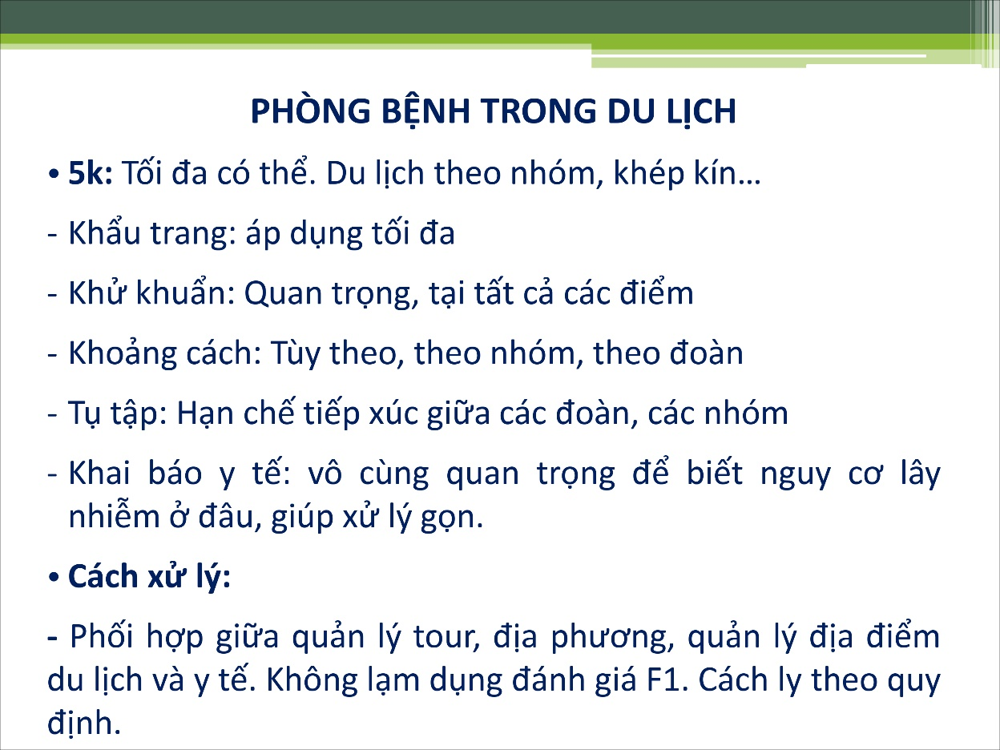 PHÒNG BỆNH TRONG DU LỊCH
• 5k: Tối đa có thể. Du lịch theo nhóm, khép kín…
- Khẩu trang: áp dụng tối đa
- Khử khuẩn: Quan trọng, tại tất cả các điểm
- Khoảng cách: Tùy theo, theo nhóm, theo đoàn
- Tụ tập: Hạn chế tiếp xúc giữa các đoàn, các nhóm
- Khai báo y tế: vô cùng quan trọng để biết nguy cơ lây
nhiễm ở đâu, giúp xử lý gọn.
• Cách xử lý:
- Phối hợp giữa quản lý tour, địa phương, quản lý địa điểm
du lịch và y tế. Không lạm dụng đánh giá F1. Cách ly theo quy
định.